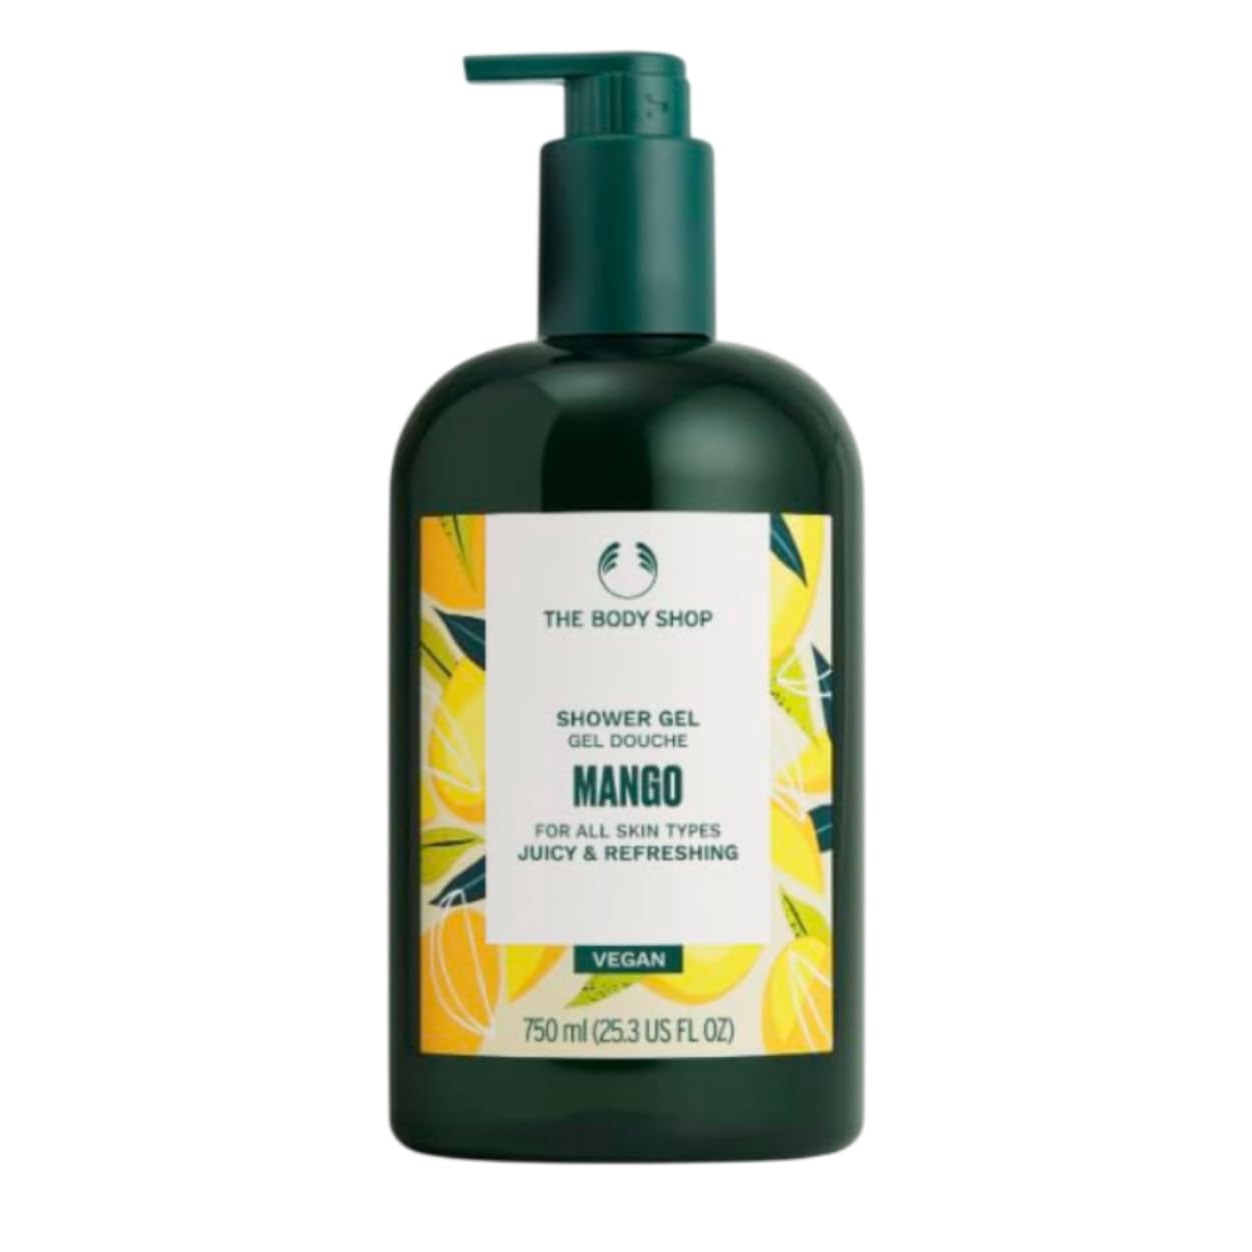 THE BODY SHOP
SHOWER GEL
GEL DOUCHE
MANGO
FOR ALL SKIN TYPES
JUICY & REFRESHING
VEGAN
750 ml (25.3 US FL OZ)